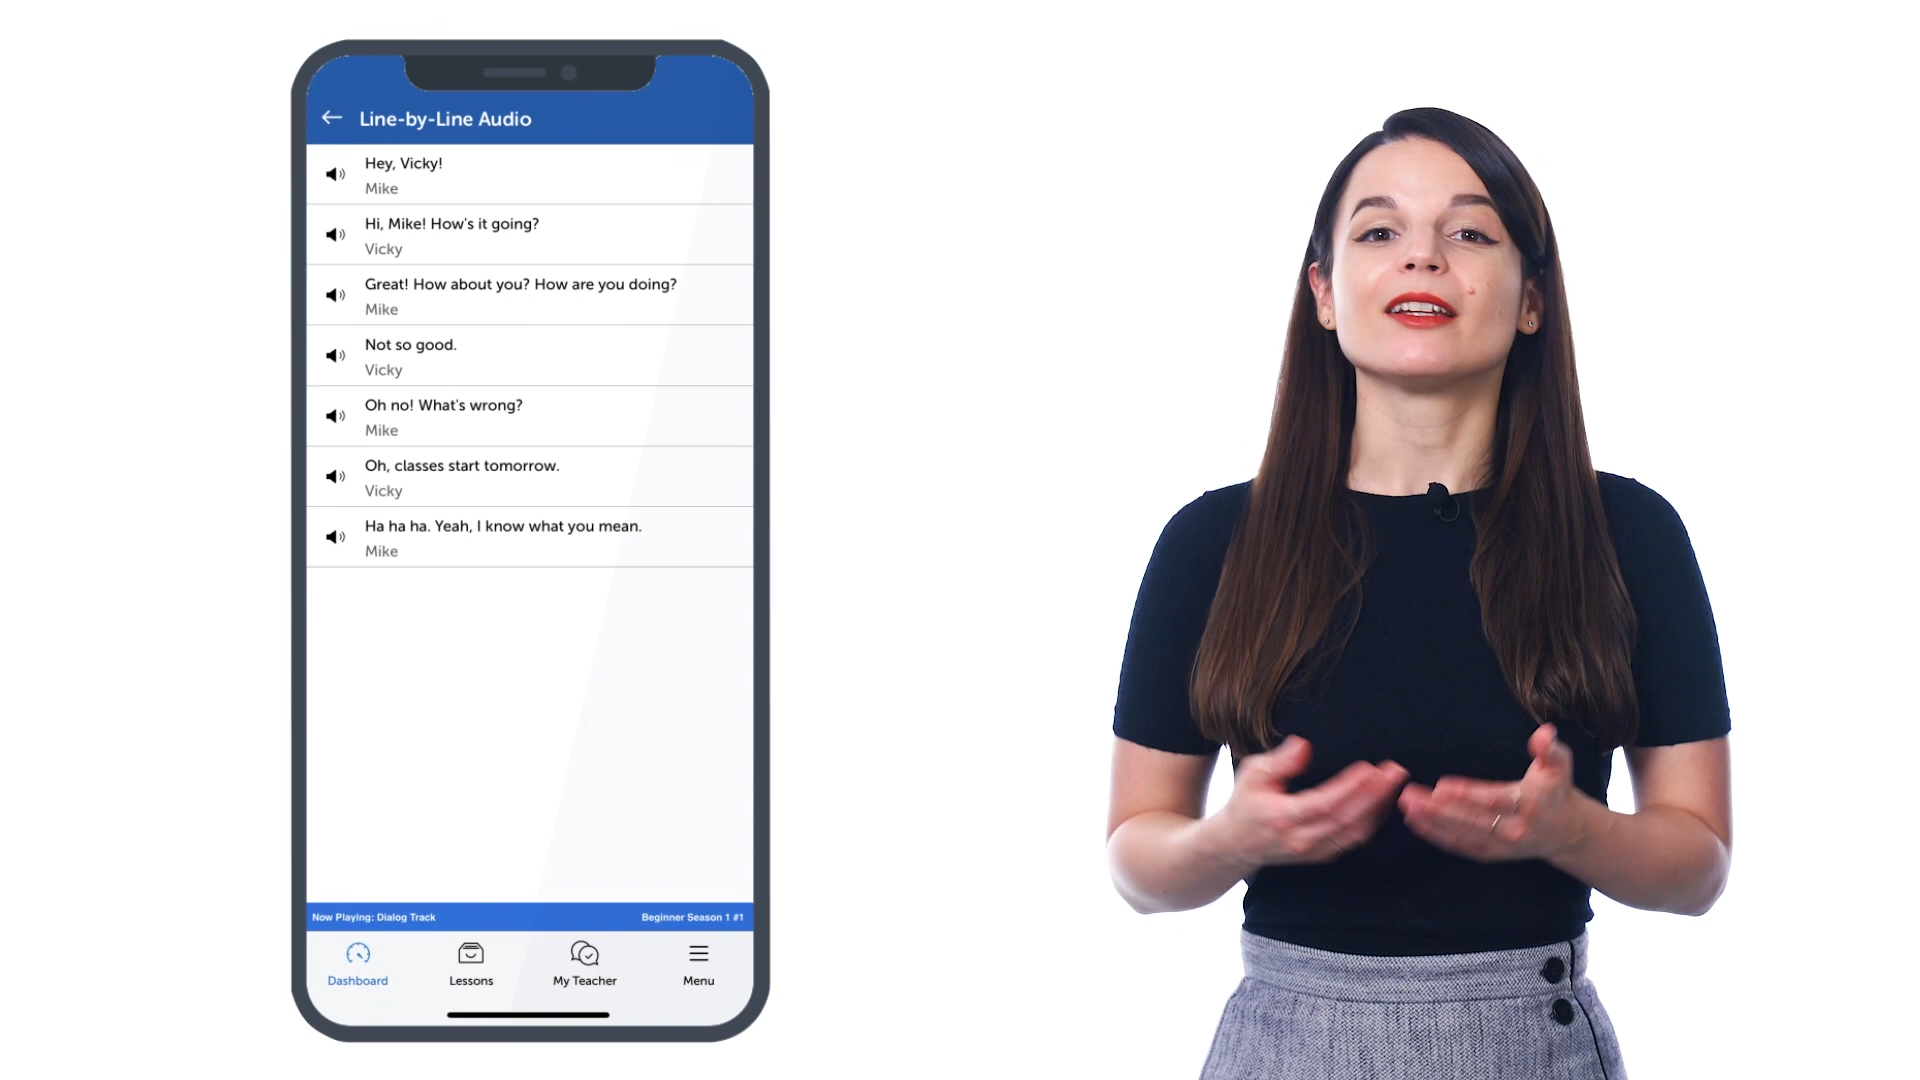 Line-by-Line Audio
Hey, Vicky!
Mike
Hi, Mike! How's it going?
Vicky
Great! How about you? How are you doing?
Mike
Not so good.
Vicky
Oh no! What's wrong?
Mike
Oh, classes start tomorrow.
Vicky
Ha ha ha. Yeah, I know what you mean.
Mike
Now Playing: Dialog Track
Beginner Season 1 #1
Dashboard
Lessons
My Teacher
Menu